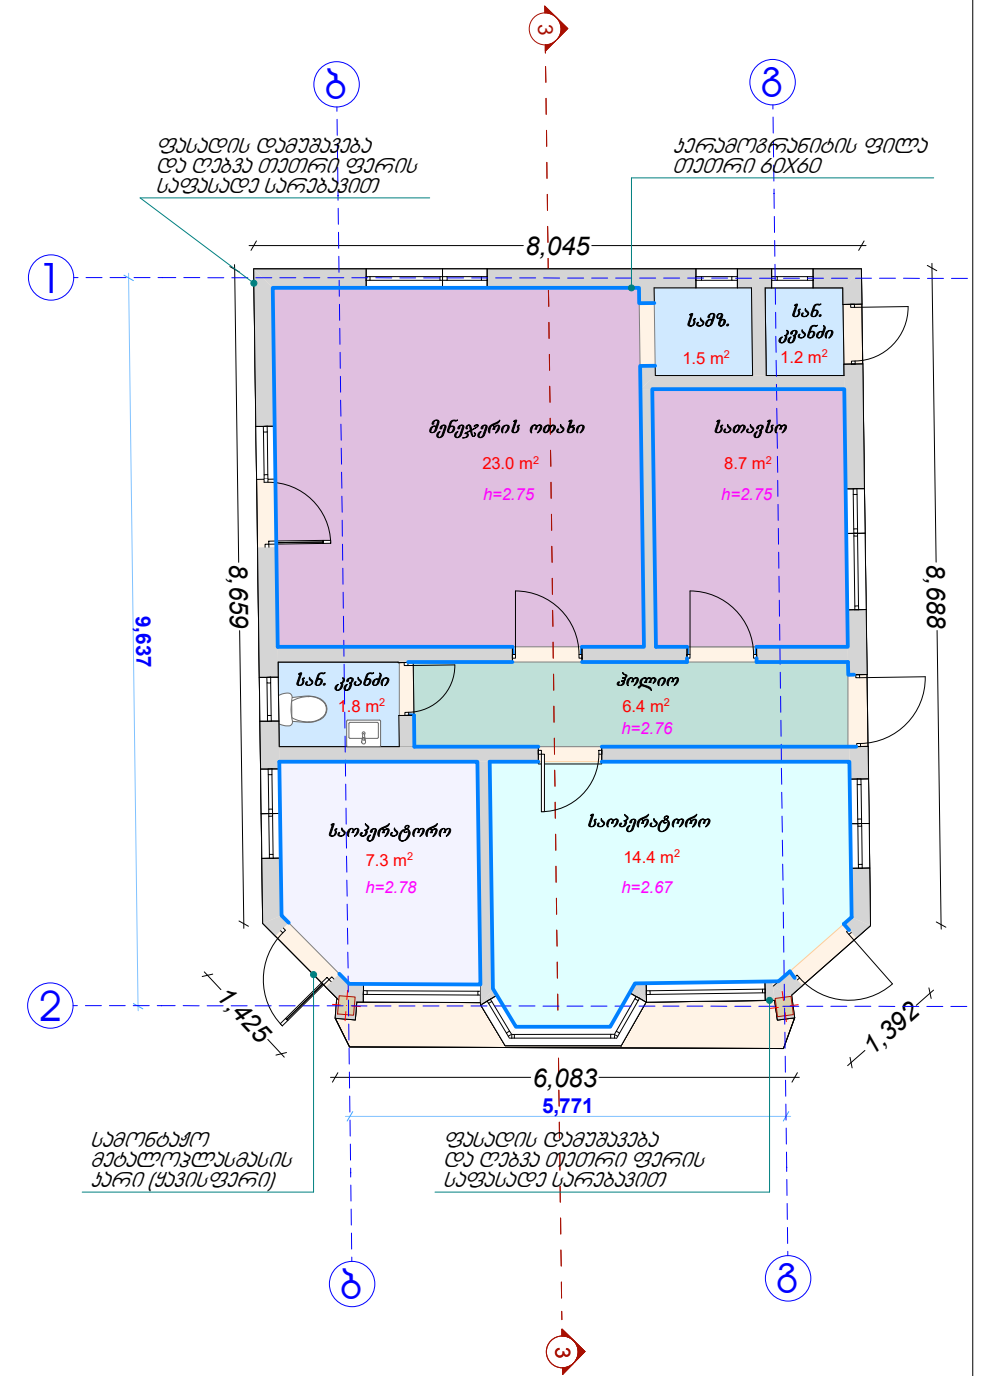 3
ბ
გ
ფასადის დამუშავება
და ღებვა თეთრი ფერის
საფასადე საღებავით
კერამოგრანიტის ფილა
თეთრი 60X60
8,045
1
სამზ.
1.5 m²
სან.
კვანძი
1.2 m²
მენეჯერის ოთახი
23.0 m²
h=2.75
სათავსო
8.7 m²
h=2.75
8,659
8,688
9,637
სან. კვანძი
1.8 m²
ჰოლიო
6.4 m²
h=2.76
საოპერატორო
7.3 m²
h=2.78
საოპერატორო
14.4 m²
h=2.67
2
1,425
1,392
6,083
5,771
სამონტაჟო
მეტალოპლასმასის
კარი (ყავისფერი)
ფასადის დამუშავება
და ღებვა თეთრი ფერის
საფასადე საღებავით
ბ
გ
3